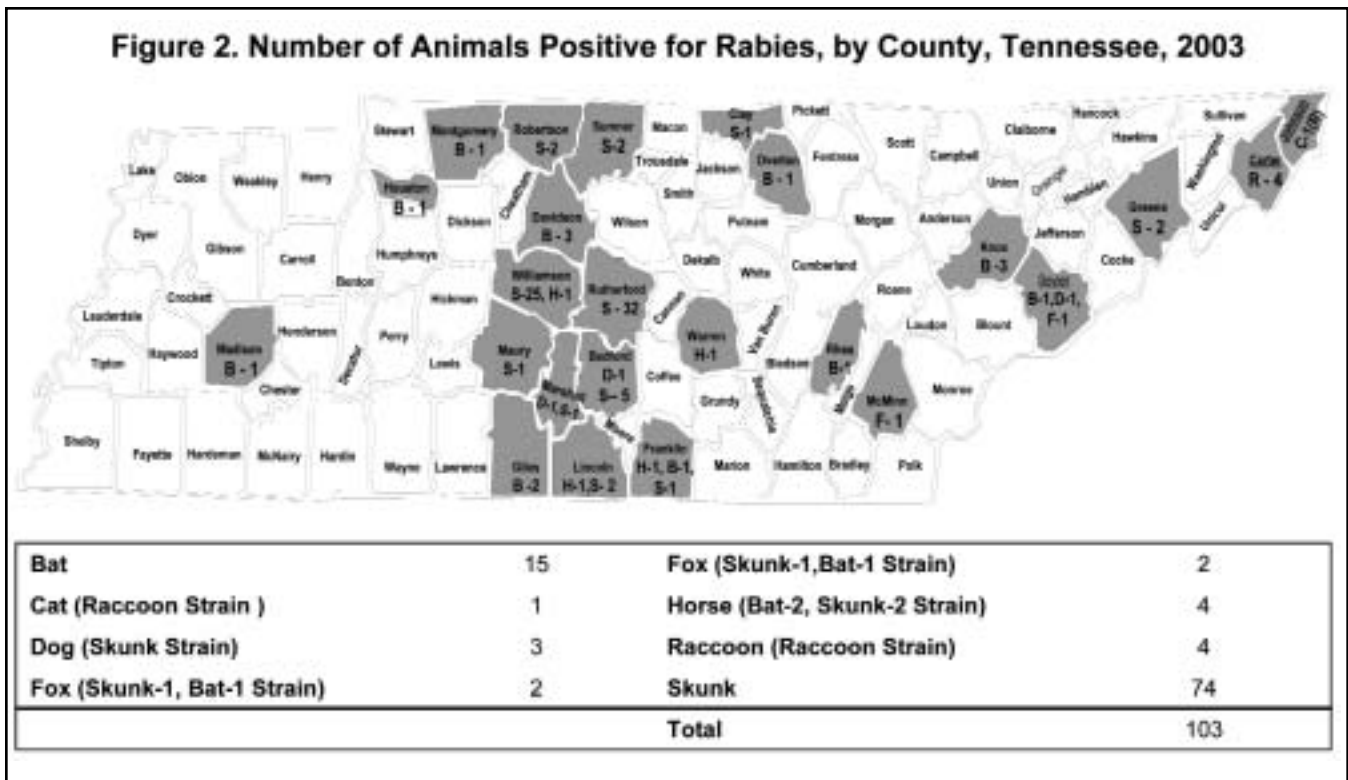 Figure 2. Number of Animals Positive for Rabies, by County, Tennessee, 2003
Stewart
Montgomery
B - 1
Robertson
S-2
Sumner
S-2
Macon
Clay
S-1
Pickett
Scott
Claiborne
Hancock
Hawkins
Sullivan
Lake
Obion
Weakley
Henry
Houston
B - 1
Cheatham
Trousdale
Smith
Jackson
Overton
B - 1
Fentress
Campbell
Union
Grainger
Hamblen
Greene
S - 2
Washington
Unicoi
Carter
R - 4
Dyer
Gibson
Carroll
Benton
Humphreys
Dickson
Davidson
B - 3
Wilson
Putnam
Dekalb
White
Cumberland
Morgan
Anderson
Knox
B -3
Jefferson
Cocke
B-1,D-1,
F-1
Lauderdale
Crockett
Hickman
Williamson
S-25, H-1
Rutherford
S - 32
Cannon
Warren
H-1
Van Buren
Bledsoe
Rhea
B-1
Roane
Loudon
Blount
Tipton
Haywood
Madison
B - 1
Henderson
Chester
Decatur
Perry
Lewis
Maury
S-1
Marshall
Bedford
D-1
S-- 5
Coffee
Grundy
Sequatchie
Meigs
McMinn
F- 1
Monroe
Shelby
Fayette
Hardeman
McNairy
Hardin
Wayne
Lawrence
Giles
B -2
Lincoln
H-1,S- 2
Moore
Franklin
H-1, B-1,
S-1
Marion
Hamilton
Bradley
Polk
Bat 15 Fox (Skunk-1,Bat-1 Strain) 2
Cat (Raccoon Strain ) 1 Horse (Bat-2, Skunk-2 Strain) 4
Dog (Skunk Strain) 3 Raccoon (Raccoon Strain) 4
Fox (Skunk-1, Bat-1 Strain) 2 Skunk 74
Total 103